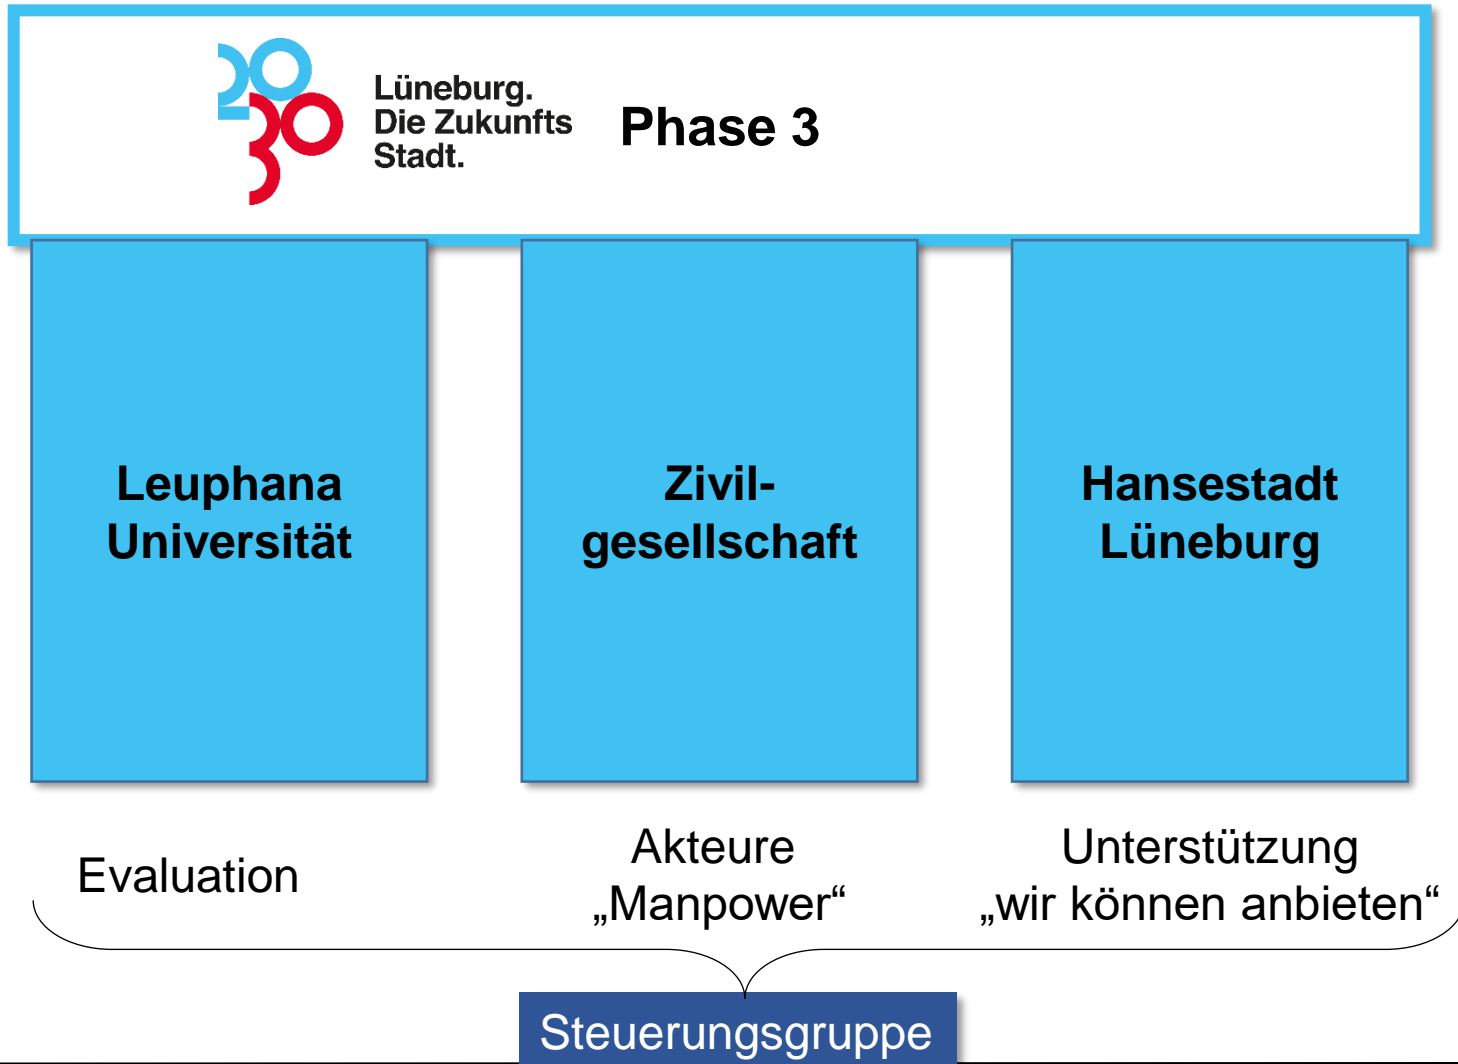 2030
Lüneburg.
Die Zukunfts
Stadt.
Phase 3
Leuphana
Universität
Zivil-
gesellschaft
Hansestadt
Lüneburg
Evaluation
Akteure
„Manpower“
Unterstützung
„wir können anbieten“
Steuerungsgruppe